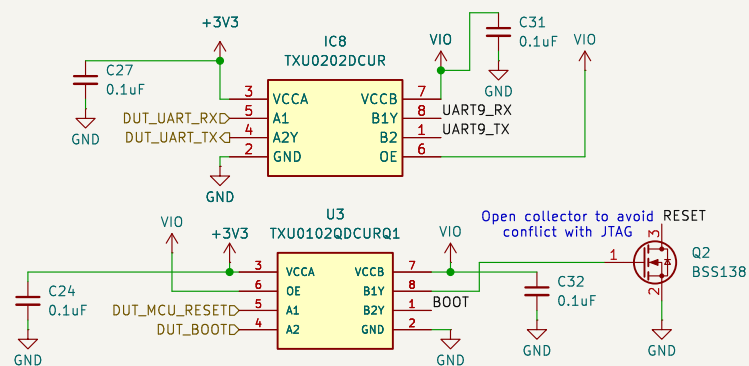 +3V3
C31
0.1uF
IC8
TXU0202DCUR
VIO
VIO
C27
0.1uF
GND
GND
3
VCCA
VCCB
7
DUT_UART_RX
5
A1
B1Y
8
UART9_RX
DUT_UART_TX
4
A2Y
B2
1
UART9_TX
2
GND
OE
6
GND
U3
TXU0102QDCURQ1
VIO
+3V3
VIO
Open collector to avoid
conflict with JTAG
RESET
3
1
Q2
BSS138
2
3
VCCA
VCCB
7
6
OE
B1Y
8
C24
0.1uF
C32
0.1uF
DUT_MCU_RESET
5
A1
B2Y
1
BOOT
DUT_BOOT
4
A2
GND
2
GND
GND
GND
GND